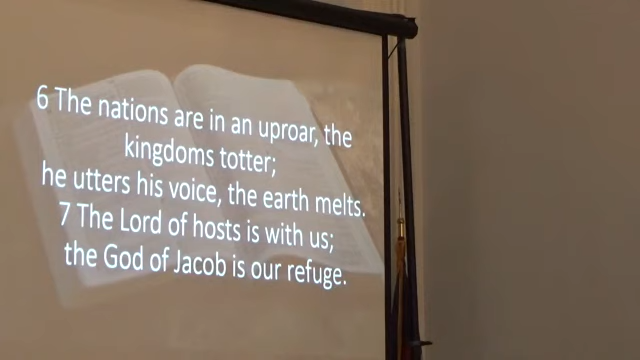 6 The nations are in an uproar, the
kingdoms totter;
he utters his voice, the earth melts.
7 The Lord of hosts is with us;
the God of Jacob is our refuge.